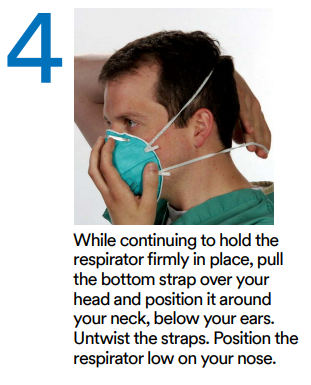 4
While continuing to hold the
respirator firmly in place, pull
the bottom strap over your
head and position it around
your neck, below your ears.
Untwist the straps. Position the
respirator low on your nose.